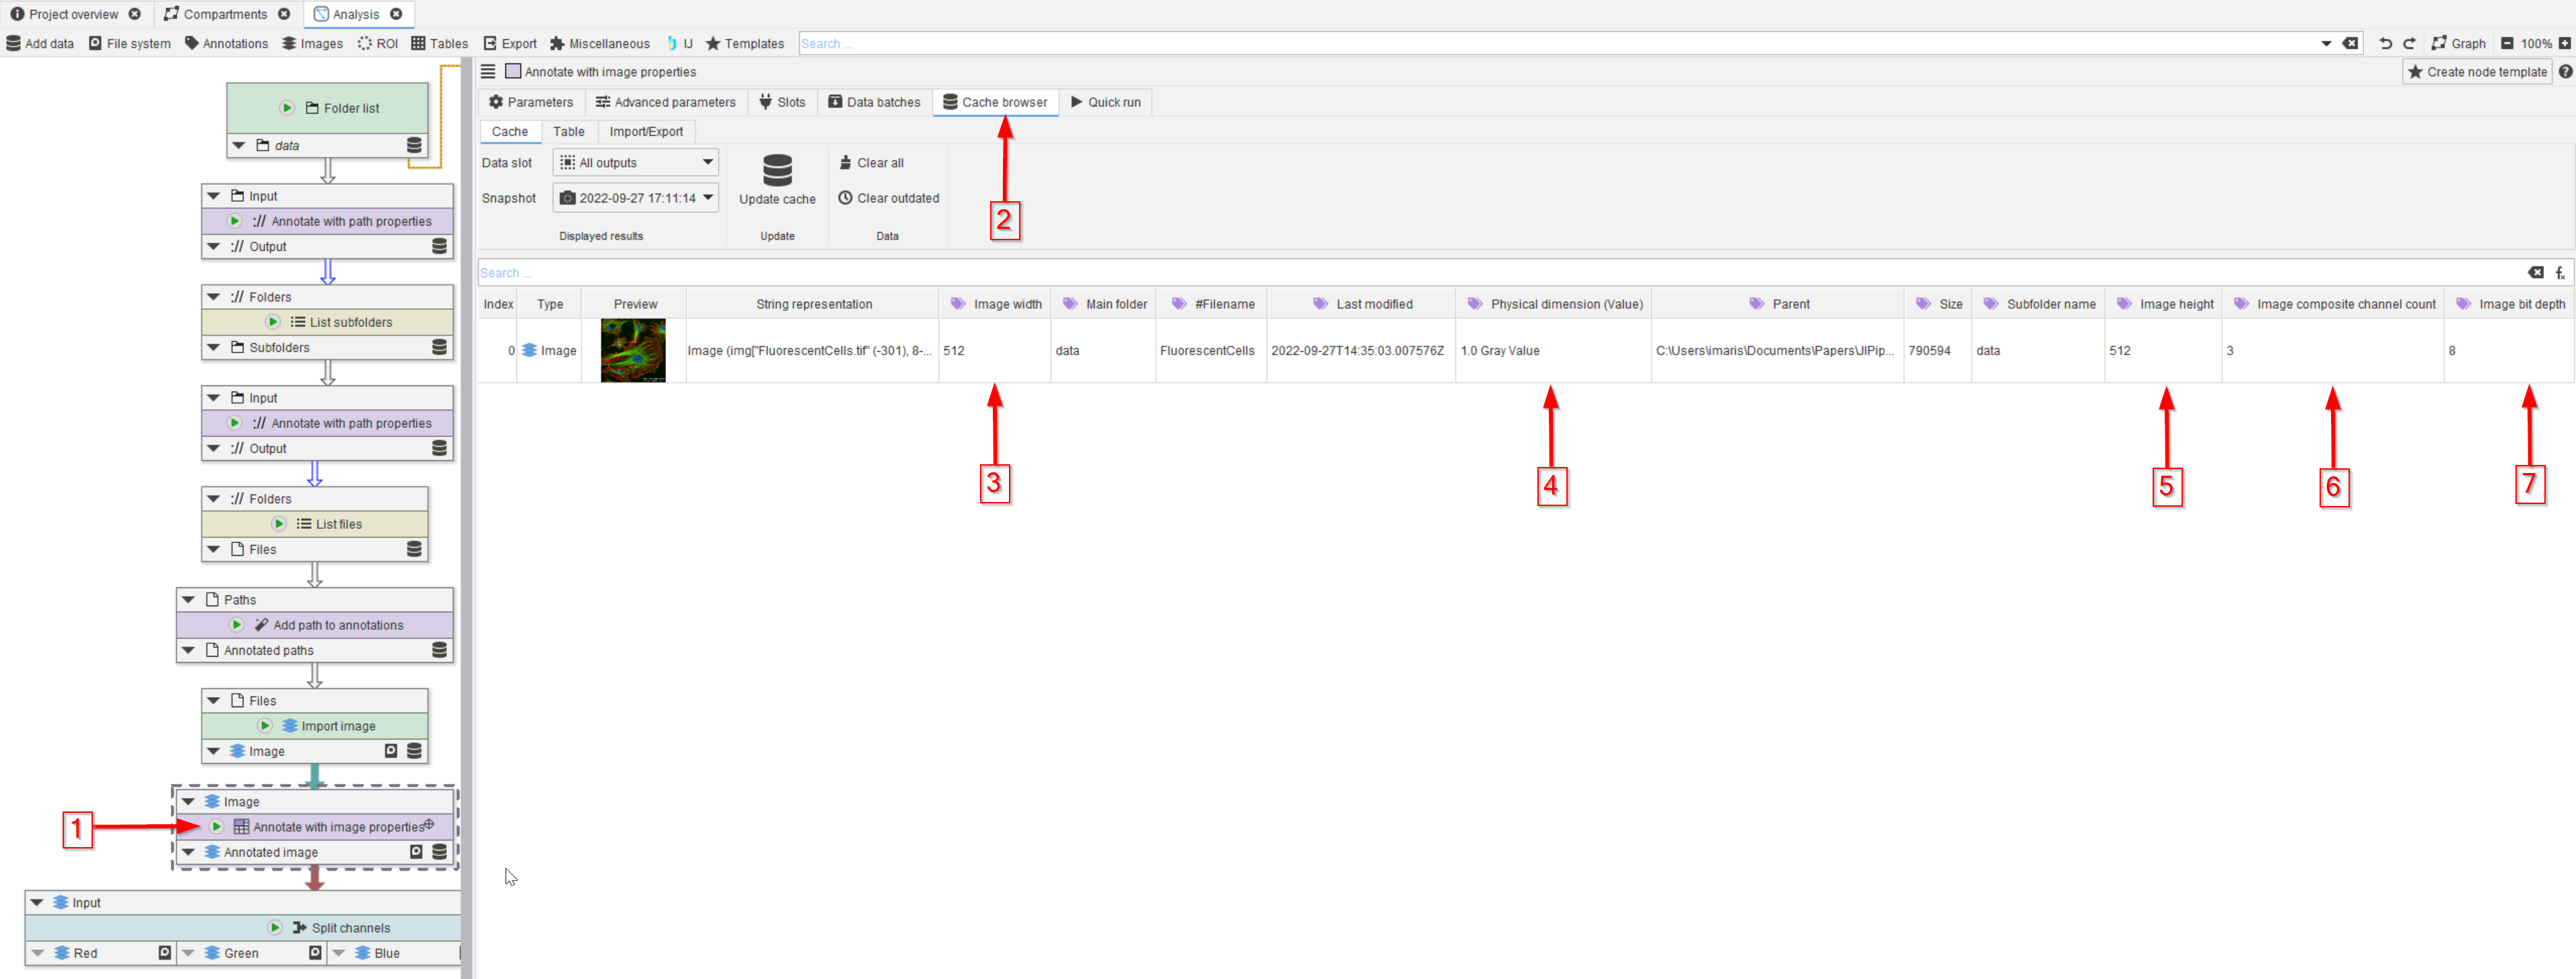 Project overview Compartments Analysis
Add data File system Annotations Images ROI Tables Export Miscellaneous IJ Templates Search ... Graph 100%
Folder list
data
Input
Annotate with path properties
Output
Folders
List subfolders
Subfolders
Input
Annotate with path properties
Output
Folders
List files
Files
Paths
Add path to annotations
Annotated paths
Files
Import image
Image
Image
1
Annotate with image properties
Annotated image
Input
Split channels
Red Green Blue
Annotate with image properties Create node template
Parameters Advanced parameters Slots Data batches Cache browser Quick run
Cache Table Import/Export
Data slot All outputs Clear all
Snapshot 2022-09-27 17:11:14 Update cache Clear outdated
Displayed results Update Data
2
Search ...
Index Type Preview String representation Image width Main folder #Filename Last modified Physical dimension (Value) Parent Size Subfolder name Image height Image composite channel count Image bit depth
0 Image Image (img["FluorescentCells.tif" (-301), 8-... 512 data FluorescentCells 2022-09-27T14:35:03.007576Z 1.0 Gray Value C:\Users\imaris\Documents\Papers\JIPip... 790594 data 512 3 8
3 4 5 6 7